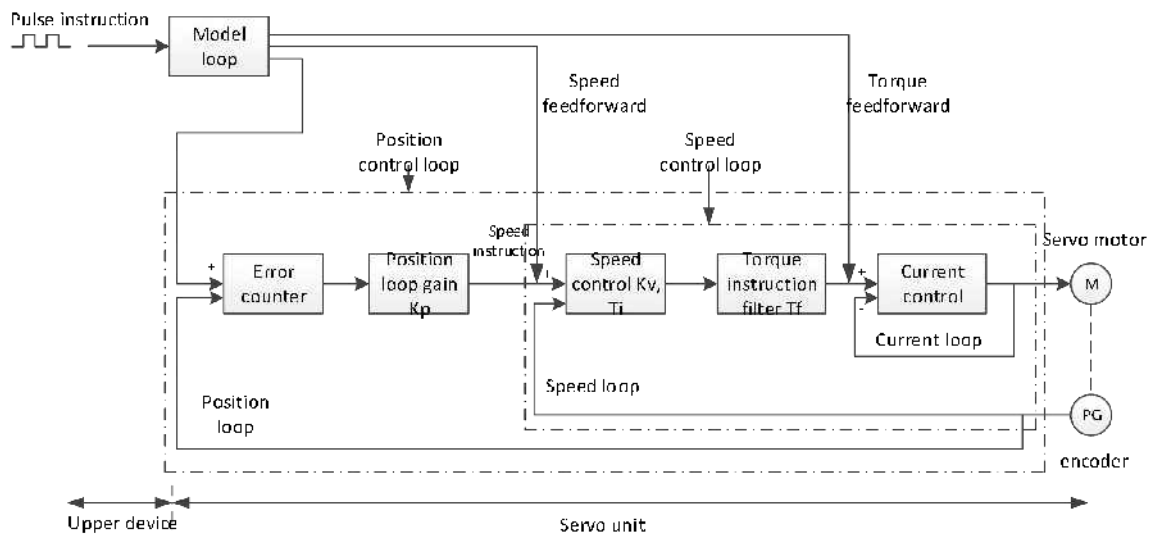 Pulse instruction
Model
loop
Speed
feedforward
Torque
feedforward
Position
control loop
Speed
control loop
Speed
instruction
Servo motor
+
Error
counter
Position
loop gain
Kp
+
Speed
control Kv,
Ti
Torque
instruction
filter Tf
+
-
Current
control
M
Current loop
Speed loop
Position
loop
PG
encoder
Upper device
Servo unit